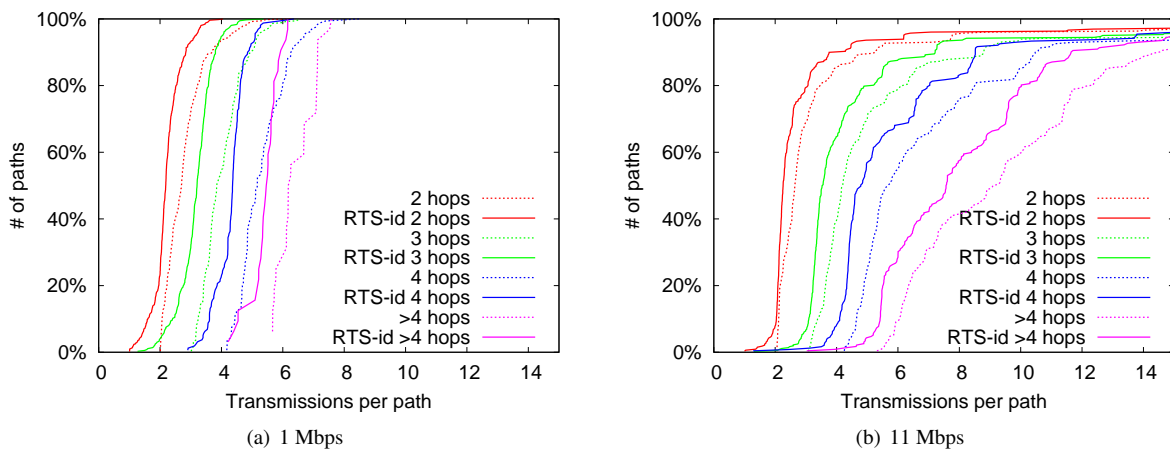 100%
80%
60%
40%
20%
0%
# of paths
2 hops
RTS-id 2 hops
3 hops
RTS-id 3 hops
4 hops
RTS-id 4 hops
>4 hops
RTS-id >4 hops
0 2 4 6 8 10 12 14
Transmissions per path
(a) 1 Mbps
100%
80%
60%
40%
20%
0%
# of paths
2 hops
RTS-id 2 hops
3 hops
RTS-id 3 hops
4 hops
RTS-id 4 hops
>4 hops
RTS-id >4 hops
0 2 4 6 8 10 12 14
Transmissions per path
(b) 11 Mbps